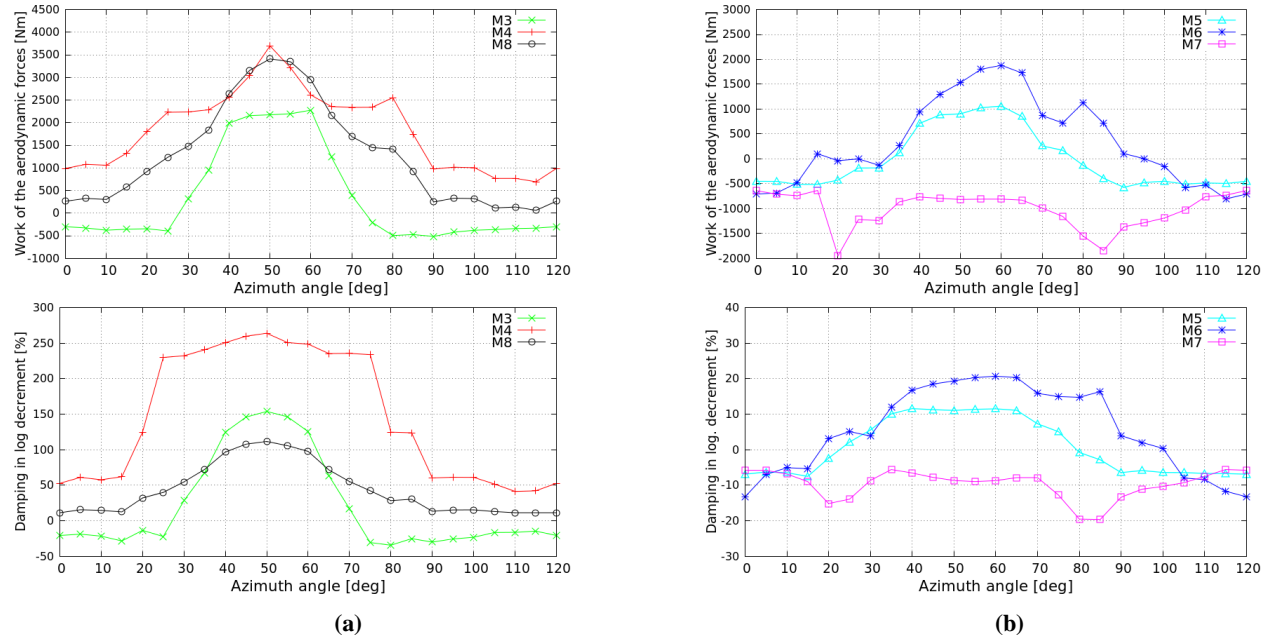 Work of the aerodynamic forces [Nm]
4500
4000
3500
3000
2500
2000
1500
1000
500
0
-500
-1000
0 10 20 30 40 50 60 70 80 90 100 110 120
Azimuth angle [deg]
M3
M4
M8
Work of the aerodynamic forces [Nm]
3000
2500
2000
1500
1000
500
0
-500
-1000
-1500
-2000
0 10 20 30 40 50 60 70 80 90 100 110 120
Azimuth angle [deg]
M5
M6
M7
Damping in log decrement [%]
300
250
200
150
100
50
0
-50
0 10 20 30 40 50 60 70 80 90 100 110 120
Azimuth angle [deg]
M3
M4
M8
Damping in log. decrement [%]
40
30
20
10
0
-10
-20
-30
0 10 20 30 40 50 60 70 80 90 100 110 120
Azimuth angle [deg]
M5
M6
M7
(a)
(b)